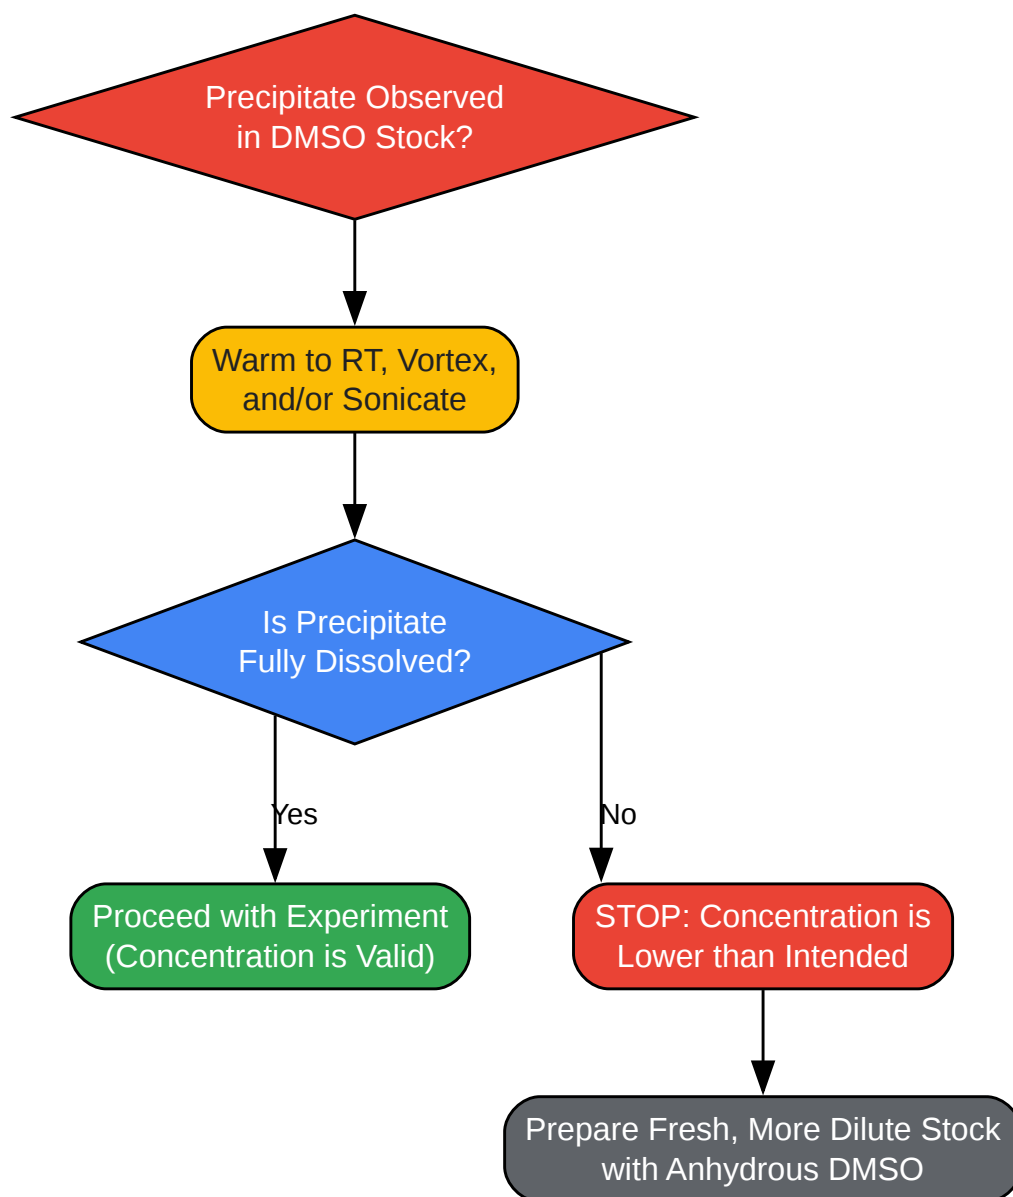 Precipitate Observed
in DMSO Stock?
Warm to RT, Vortex,
and/or Sonicate
Is Precipitate
Fully Dissolved?
Yes
No
Proceed with Experiment
(Concentration is Valid)
STOP: Concentration is
Lower than Intended
Prepare Fresh, More Dilute Stock
with Anhydrous DMSO